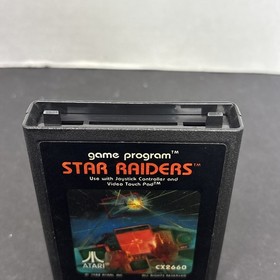 game program™
STAR RAIDERS™
Use with Joystick Controller and
Video Touch Pad™
ATARI
CX2660